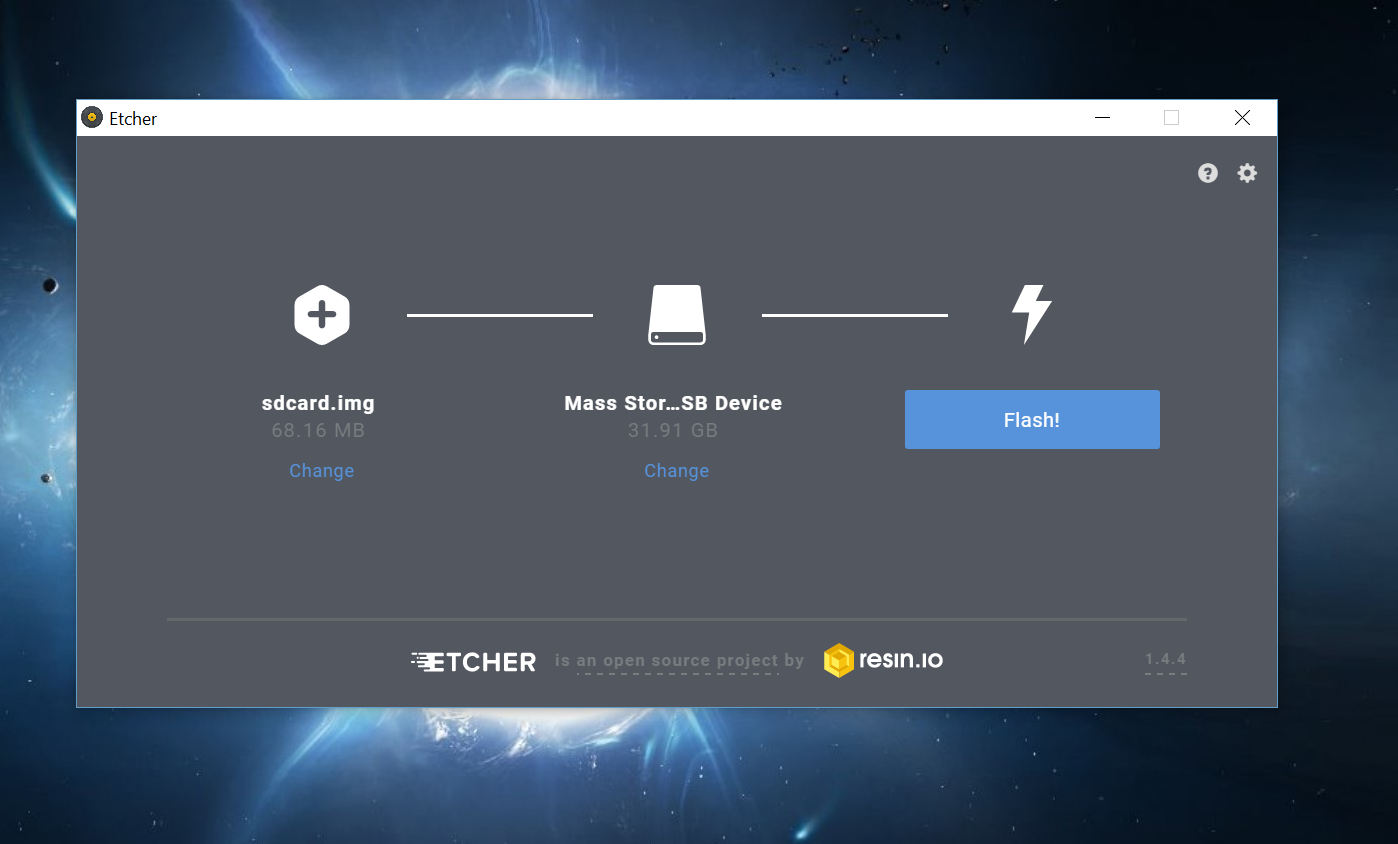 Etcher
sdcard.img
68.16 MB
Change
Mass Stor...SB Device
31.91 GB
Change
Flash!
ETCHER is an open source project by resin.io
1.4.4